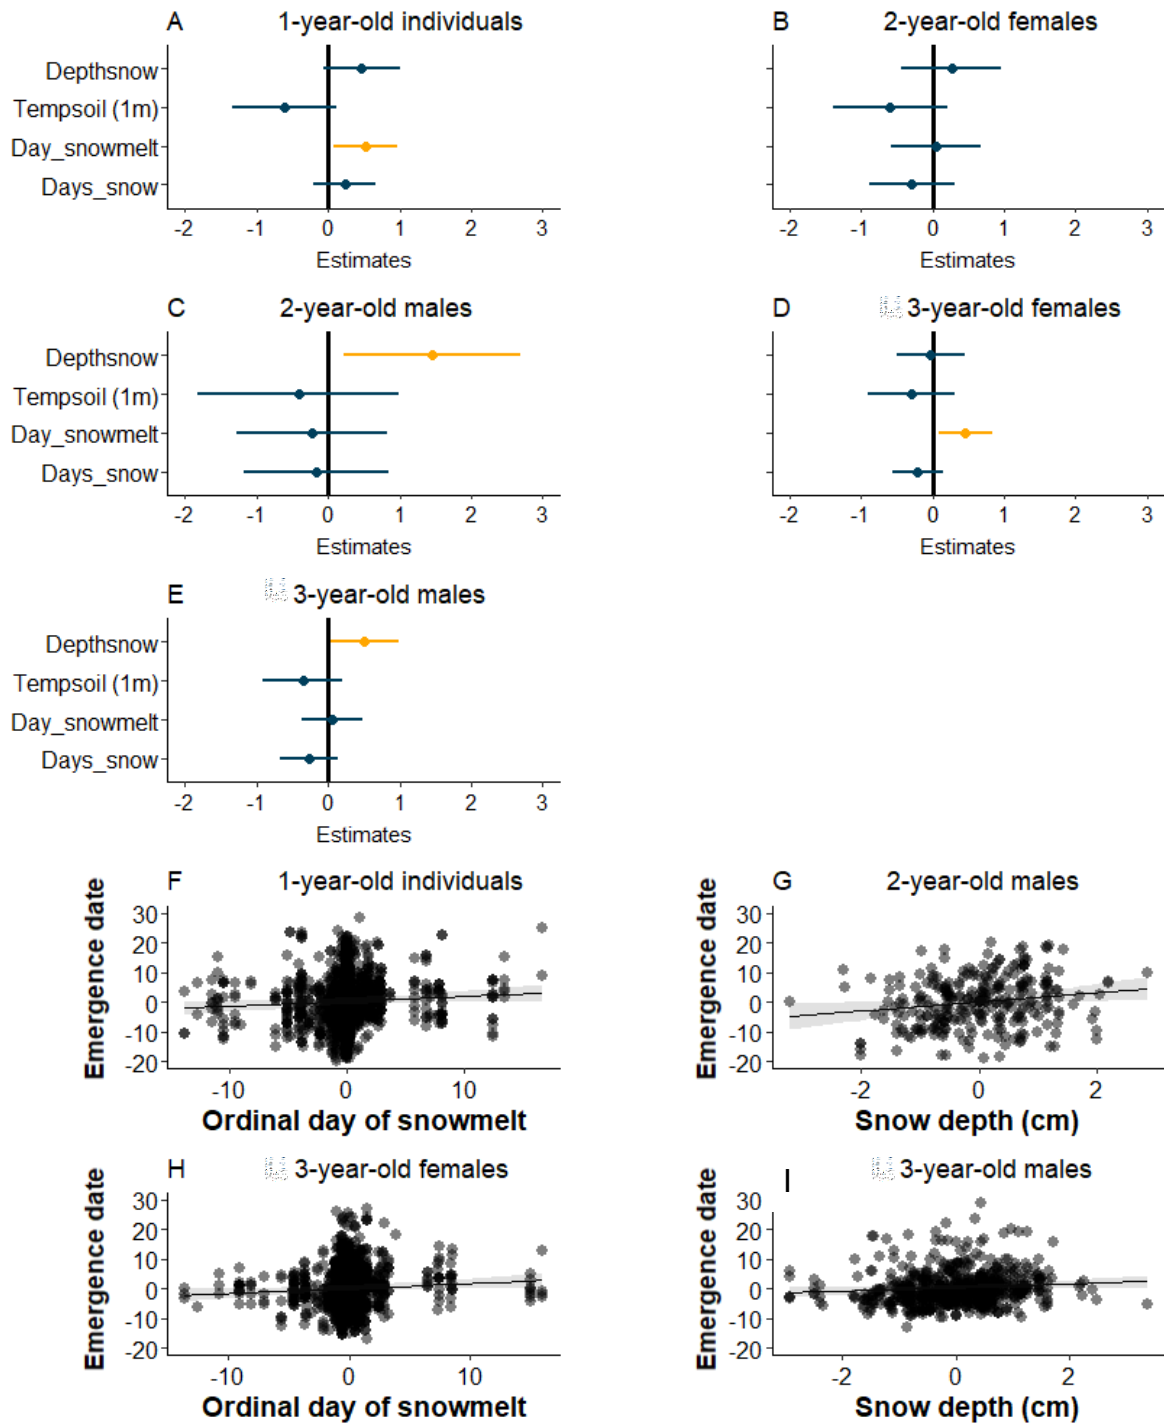 A 1-year-old individuals
Depthsnow
Tempsoil (1m)
Day_snowmelt
Days_snow
-2 -1 0 1 2 3
Estimates
B 2-year-old females
-2 -1 0 1 2 3
Estimates
C 2-year-old males
Depthsnow
Tempsoil (1m)
Day_snowmelt
Days_snow
-2 -1 0 1 2 3
Estimates
D 3-year-old females
-2 -1 0 1 2 3
Estimates
E 3-year-old males
Depthsnow
Tempsoil (1m)
Day_snowmelt
Days_snow
-2 -1 0 1 2 3
Estimates
F 1-year-old individuals
Emergence date
30
20
10
0
-10
-20
-10 0 10
Ordinal day of snowmelt
G 2-year-old males
Emergence date
30
20
10
0
-10
-20
-2 0 2
Snow depth (cm)
H 3-year-old females
Emergence date
30
20
10
0
-10
-20
-10 0 10
Ordinal day of snowmelt
I 3-year-old males
Emergence date
30
20
10
0
-10
-20
-2 0 2
Snow depth (cm)